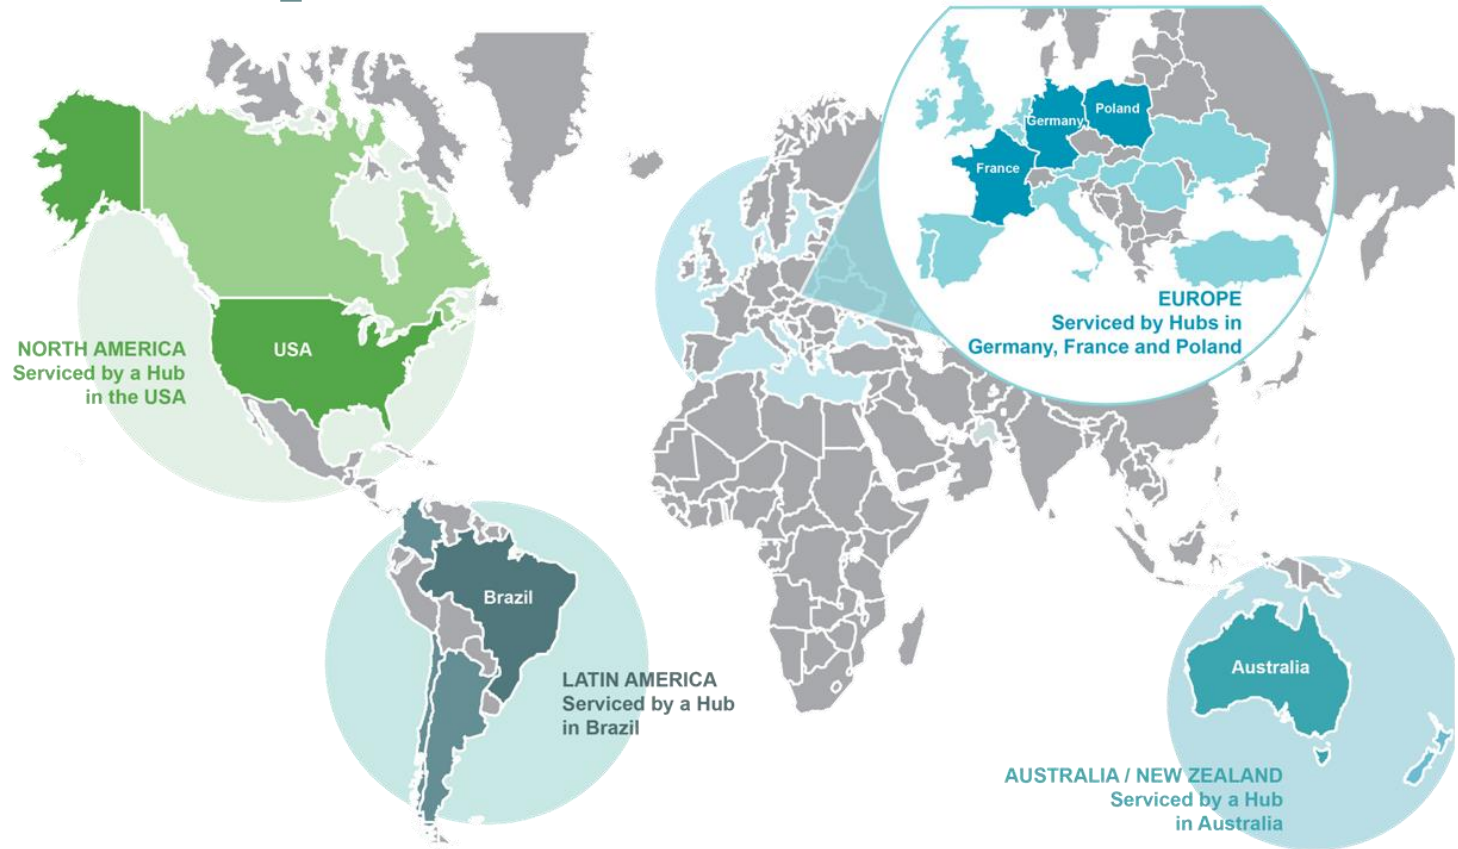 Poland
Germany
France
EUROPE
Serviced by Hubs in
Germany, France and Poland
NORTH AMERICA
Serviced by a Hub
in the USA
USA
Brazil
LATIN AMERICA
Serviced by a Hub
in Brazil
Australia
AUSTRALIA / NEW ZEALAND
Serviced by a Hub
in Australia